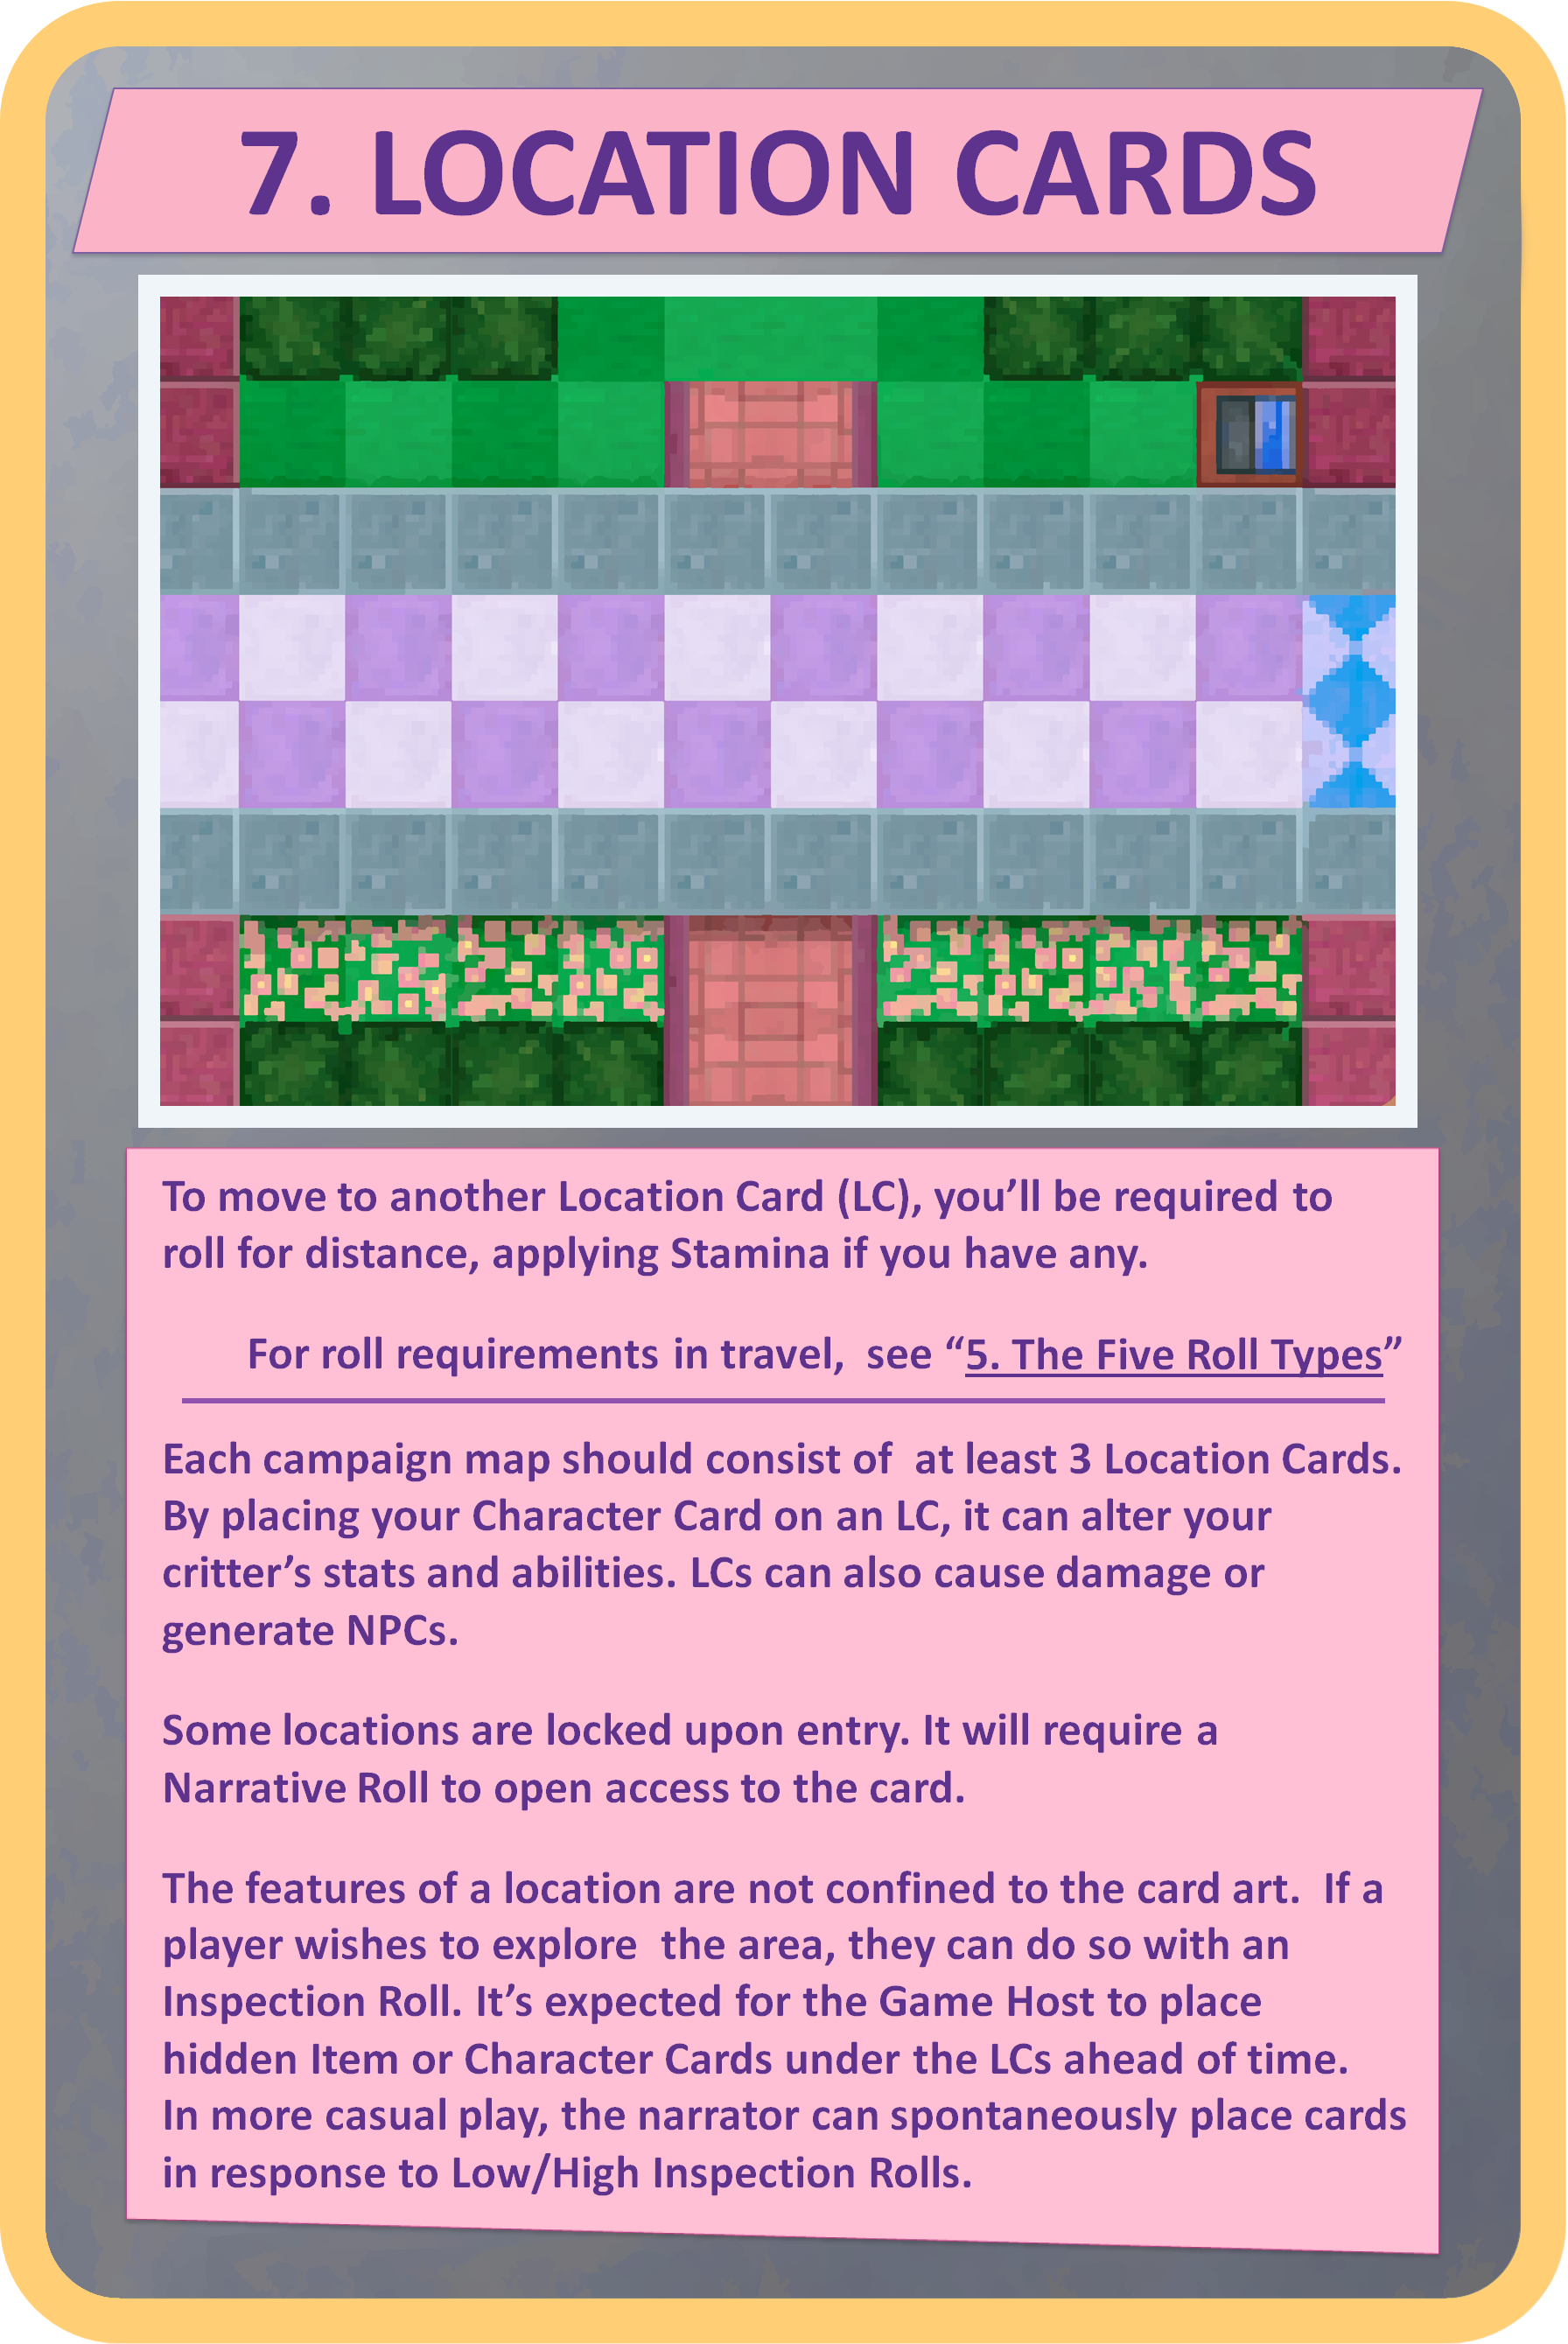 7. LOCATION CARDS
To move to another Location Card (LC), you’ll be required to
roll for distance, applying Stamina if you have any.
For roll requirements in travel,  see “5. The Five Roll Types”
Each campaign map should consist of  at least 3 Location Cards.
By placing your Character Card on an LC, it can alter your
critter’s stats and abilities. LCs can also cause damage or
generate NPCs.
Some locations are locked upon entry. It will require a
Narrative Roll to open access to the card.
The features of a location are not confined to the card art.  If a
player wishes to explore  the area, they can do so with an
Inspection Roll. It’s expected for the Game Host to place
hidden Item or Character Cards under the LCs ahead of time.
In more casual play, the narrator can spontaneously place cards
in response to Low/High Inspection Rolls.